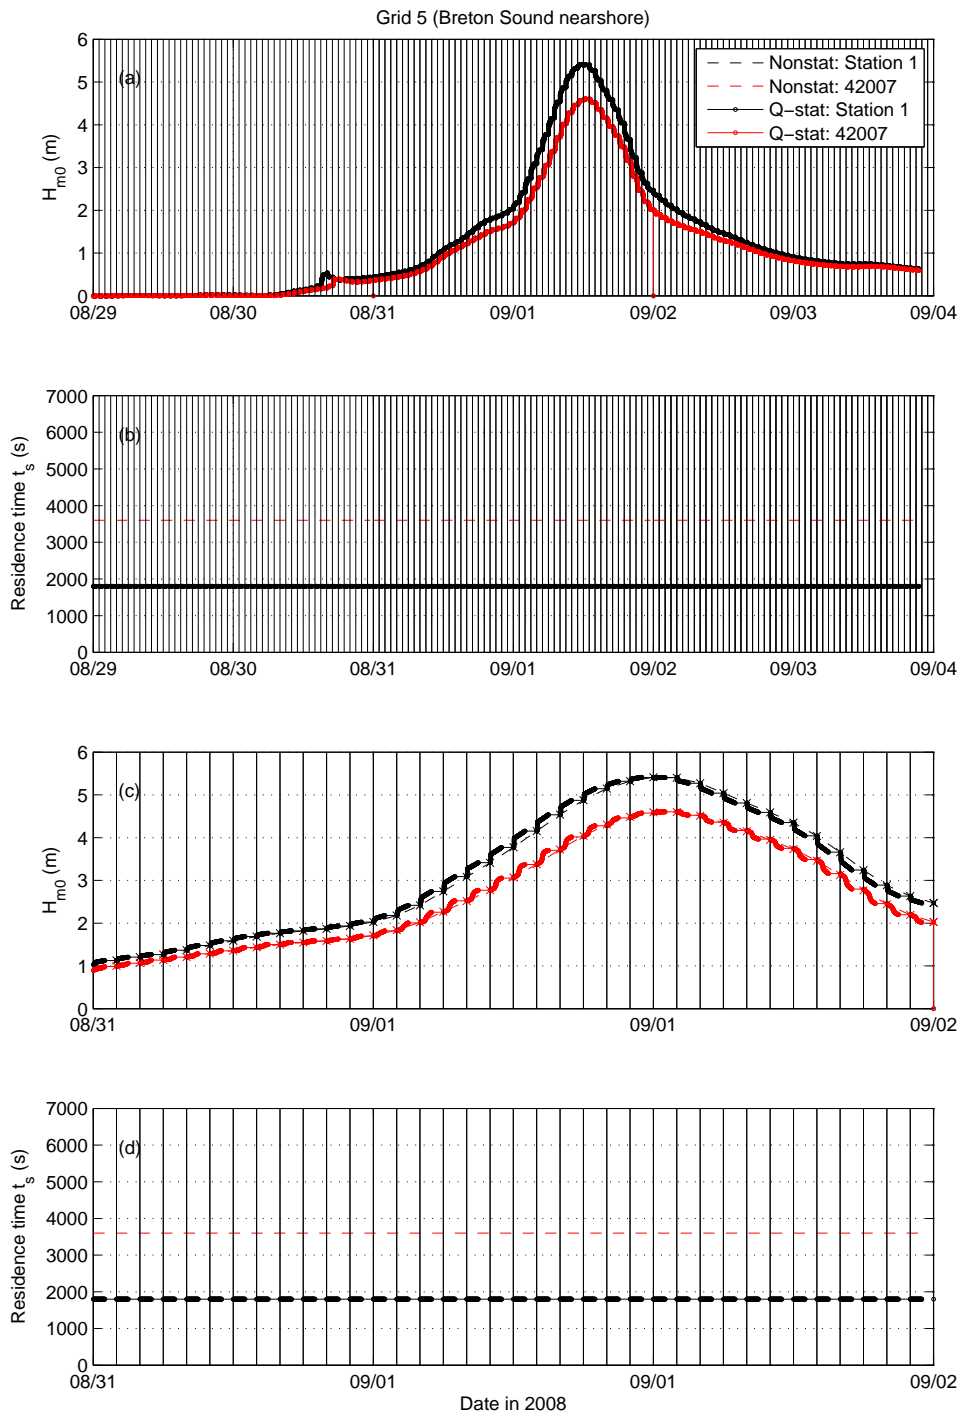 Grid 5 (Breton Sound nearshore)
6
5
4
3
2
1
0
H_m0 (m)
(a)
Nonstat: Station 1
Nonstat: 42007
Q−stat: Station 1
Q−stat: 42007
08/29 08/30 08/31 09/01 09/02 09/03 09/04
7000
6000
5000
4000
3000
2000
1000
0
Residence time t_s (s)
(b)
08/29 08/30 08/31 09/01 09/02 09/03 09/04
6
5
4
3
2
1
0
H_m0 (m)
(c)
08/31 09/01 09/01 09/02
7000
6000
5000
4000
3000
2000
1000
0
Residence time t_s (s)
(d)
08/31 09/01 09/01 09/02
Date in 2008